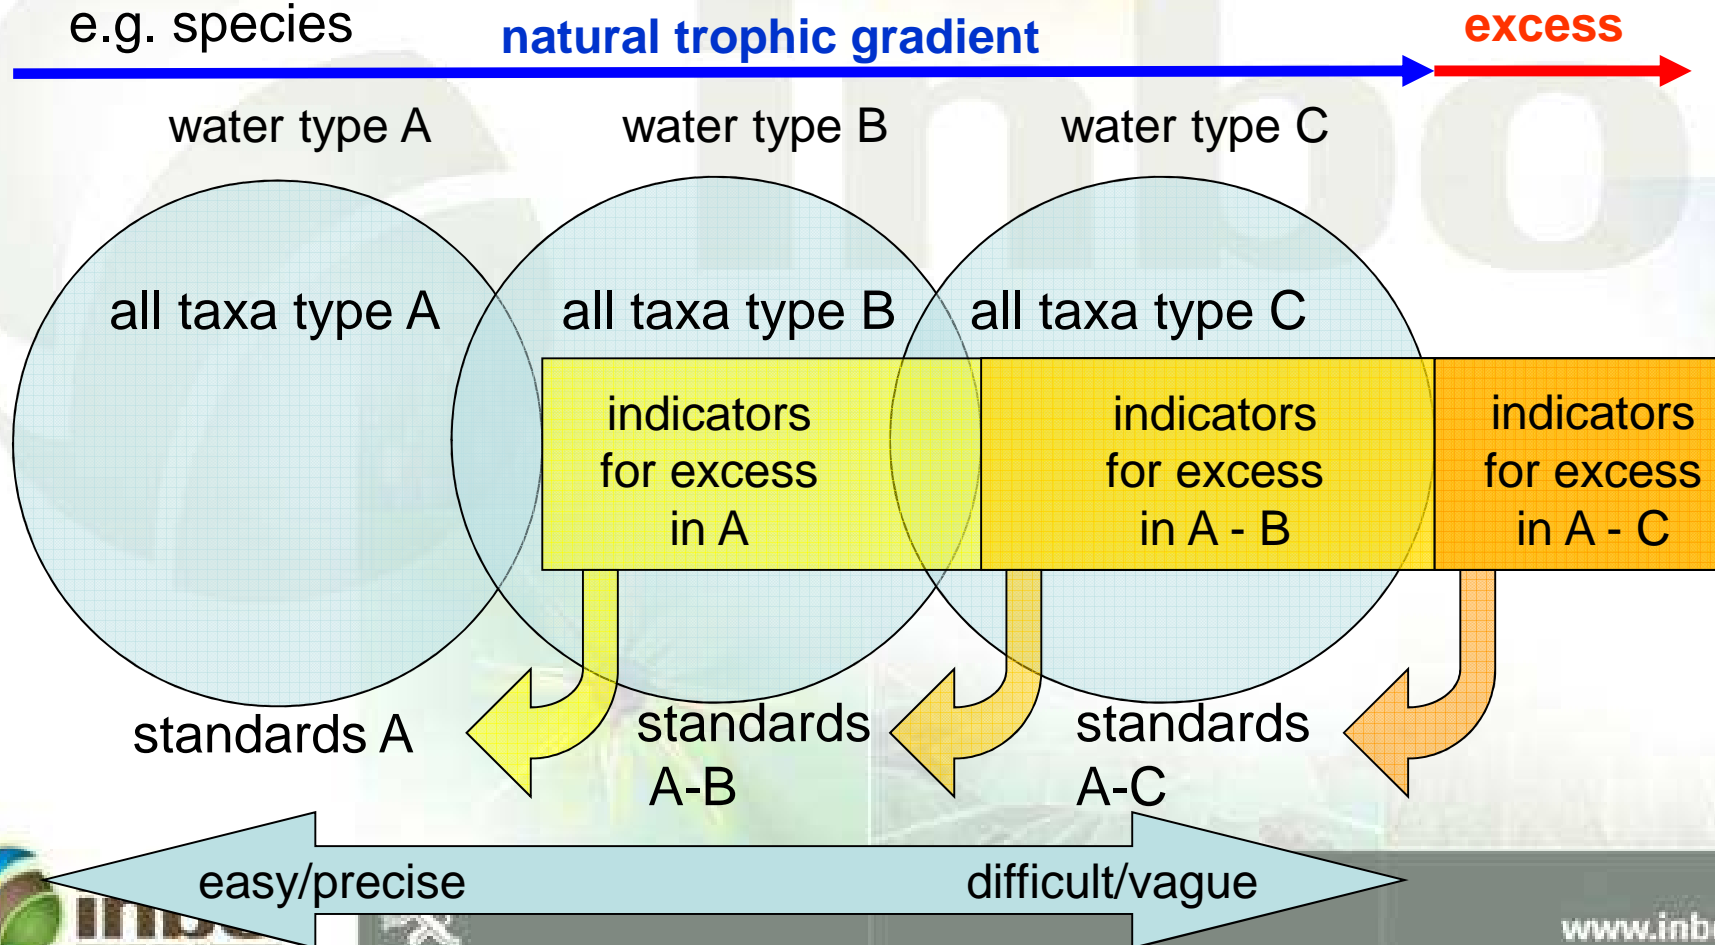 e.g. species
natural trophic gradient
excess
water type A
water type B
water type C
all taxa type A
all taxa type B
all taxa type C
indicators
for excess
in A
indicators
for excess
in A - B
indicators
for excess
in A - C
standards A
standards
A-B
standards
A-C
easy/precise
difficult/vague
inbo
www.inb